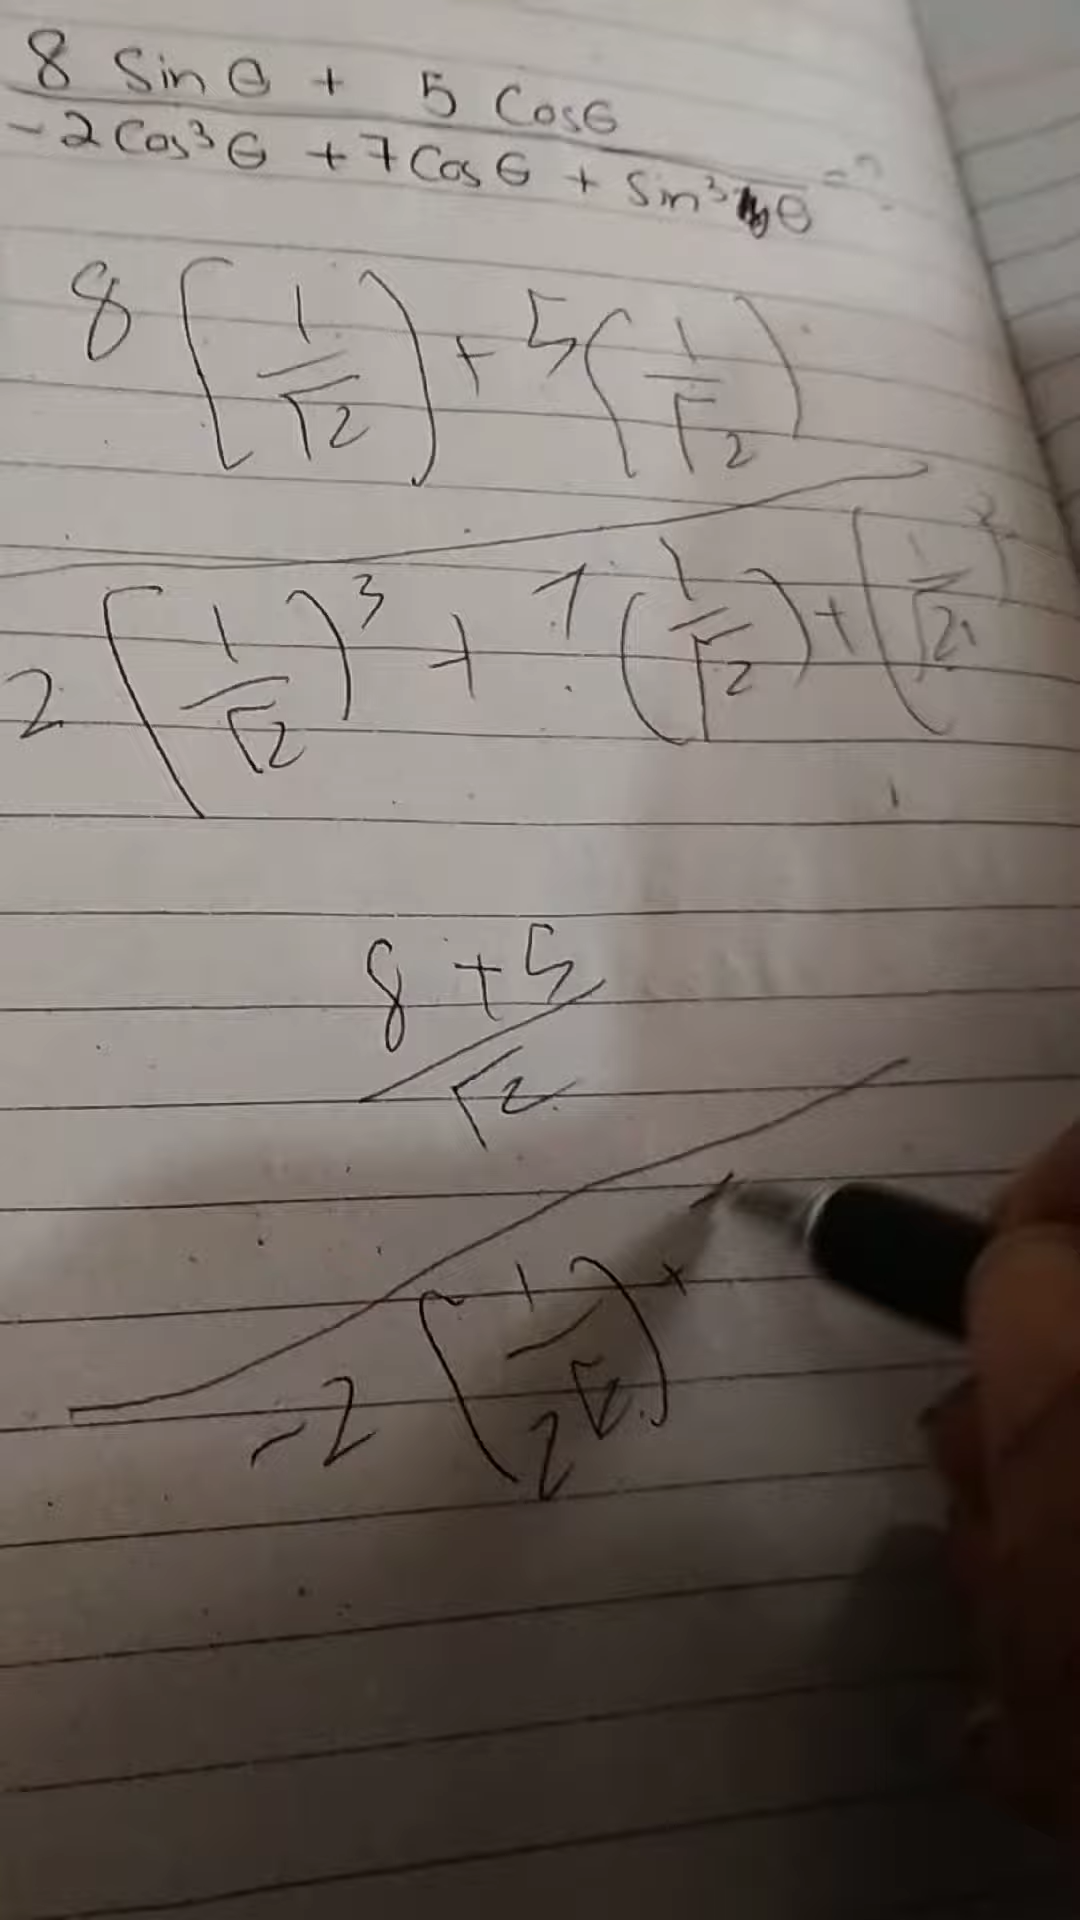 8 Sin θ + 5 Cos θ
-2 Cos³ θ + 7 Cos θ + Sin³ θ = ?
8 (1/√2) + 5 (1/√2)
2 (1/√2)³ + 7 (1/√2) + (1/√2)³
8 + 5
√2
-2 (1/2√2) +